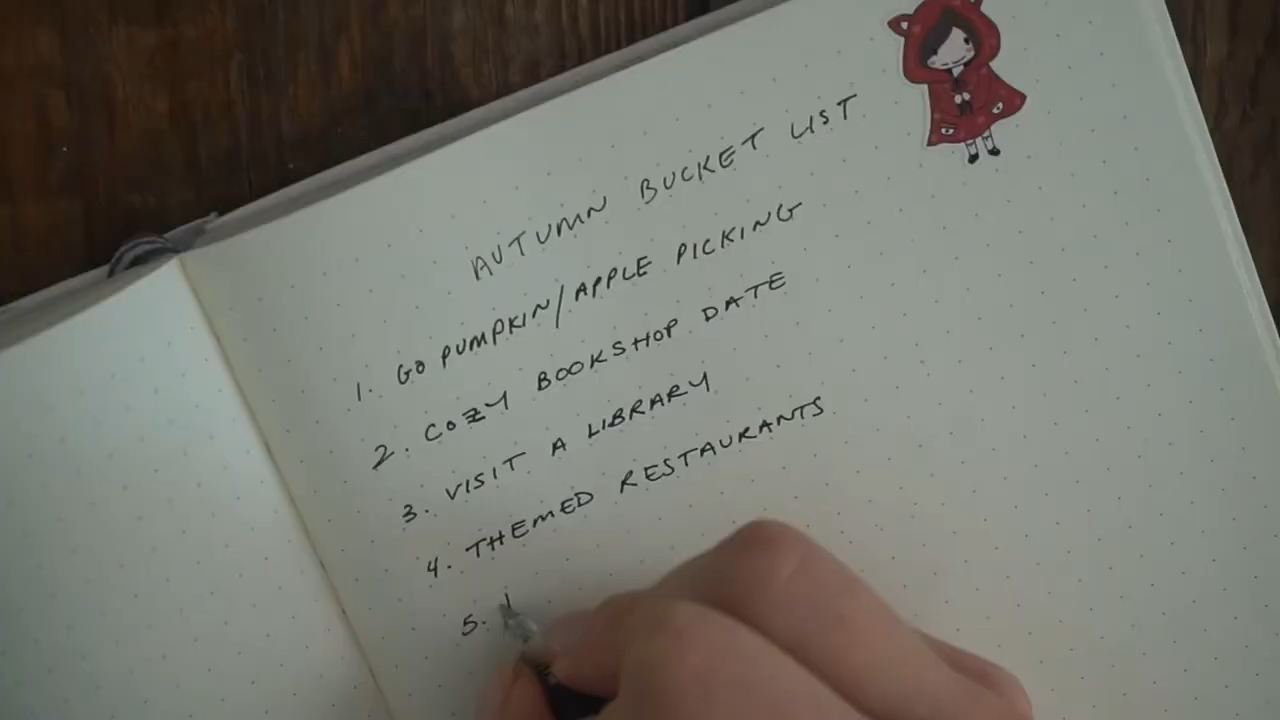 AUTUMN BUCKET LIST
1. GO PUMPKIN/APPLE PICKING
2. COZY BOOKSHOP DATE
3. VISIT A LIBRARY
4. THEMED RESTAURANTS
5.